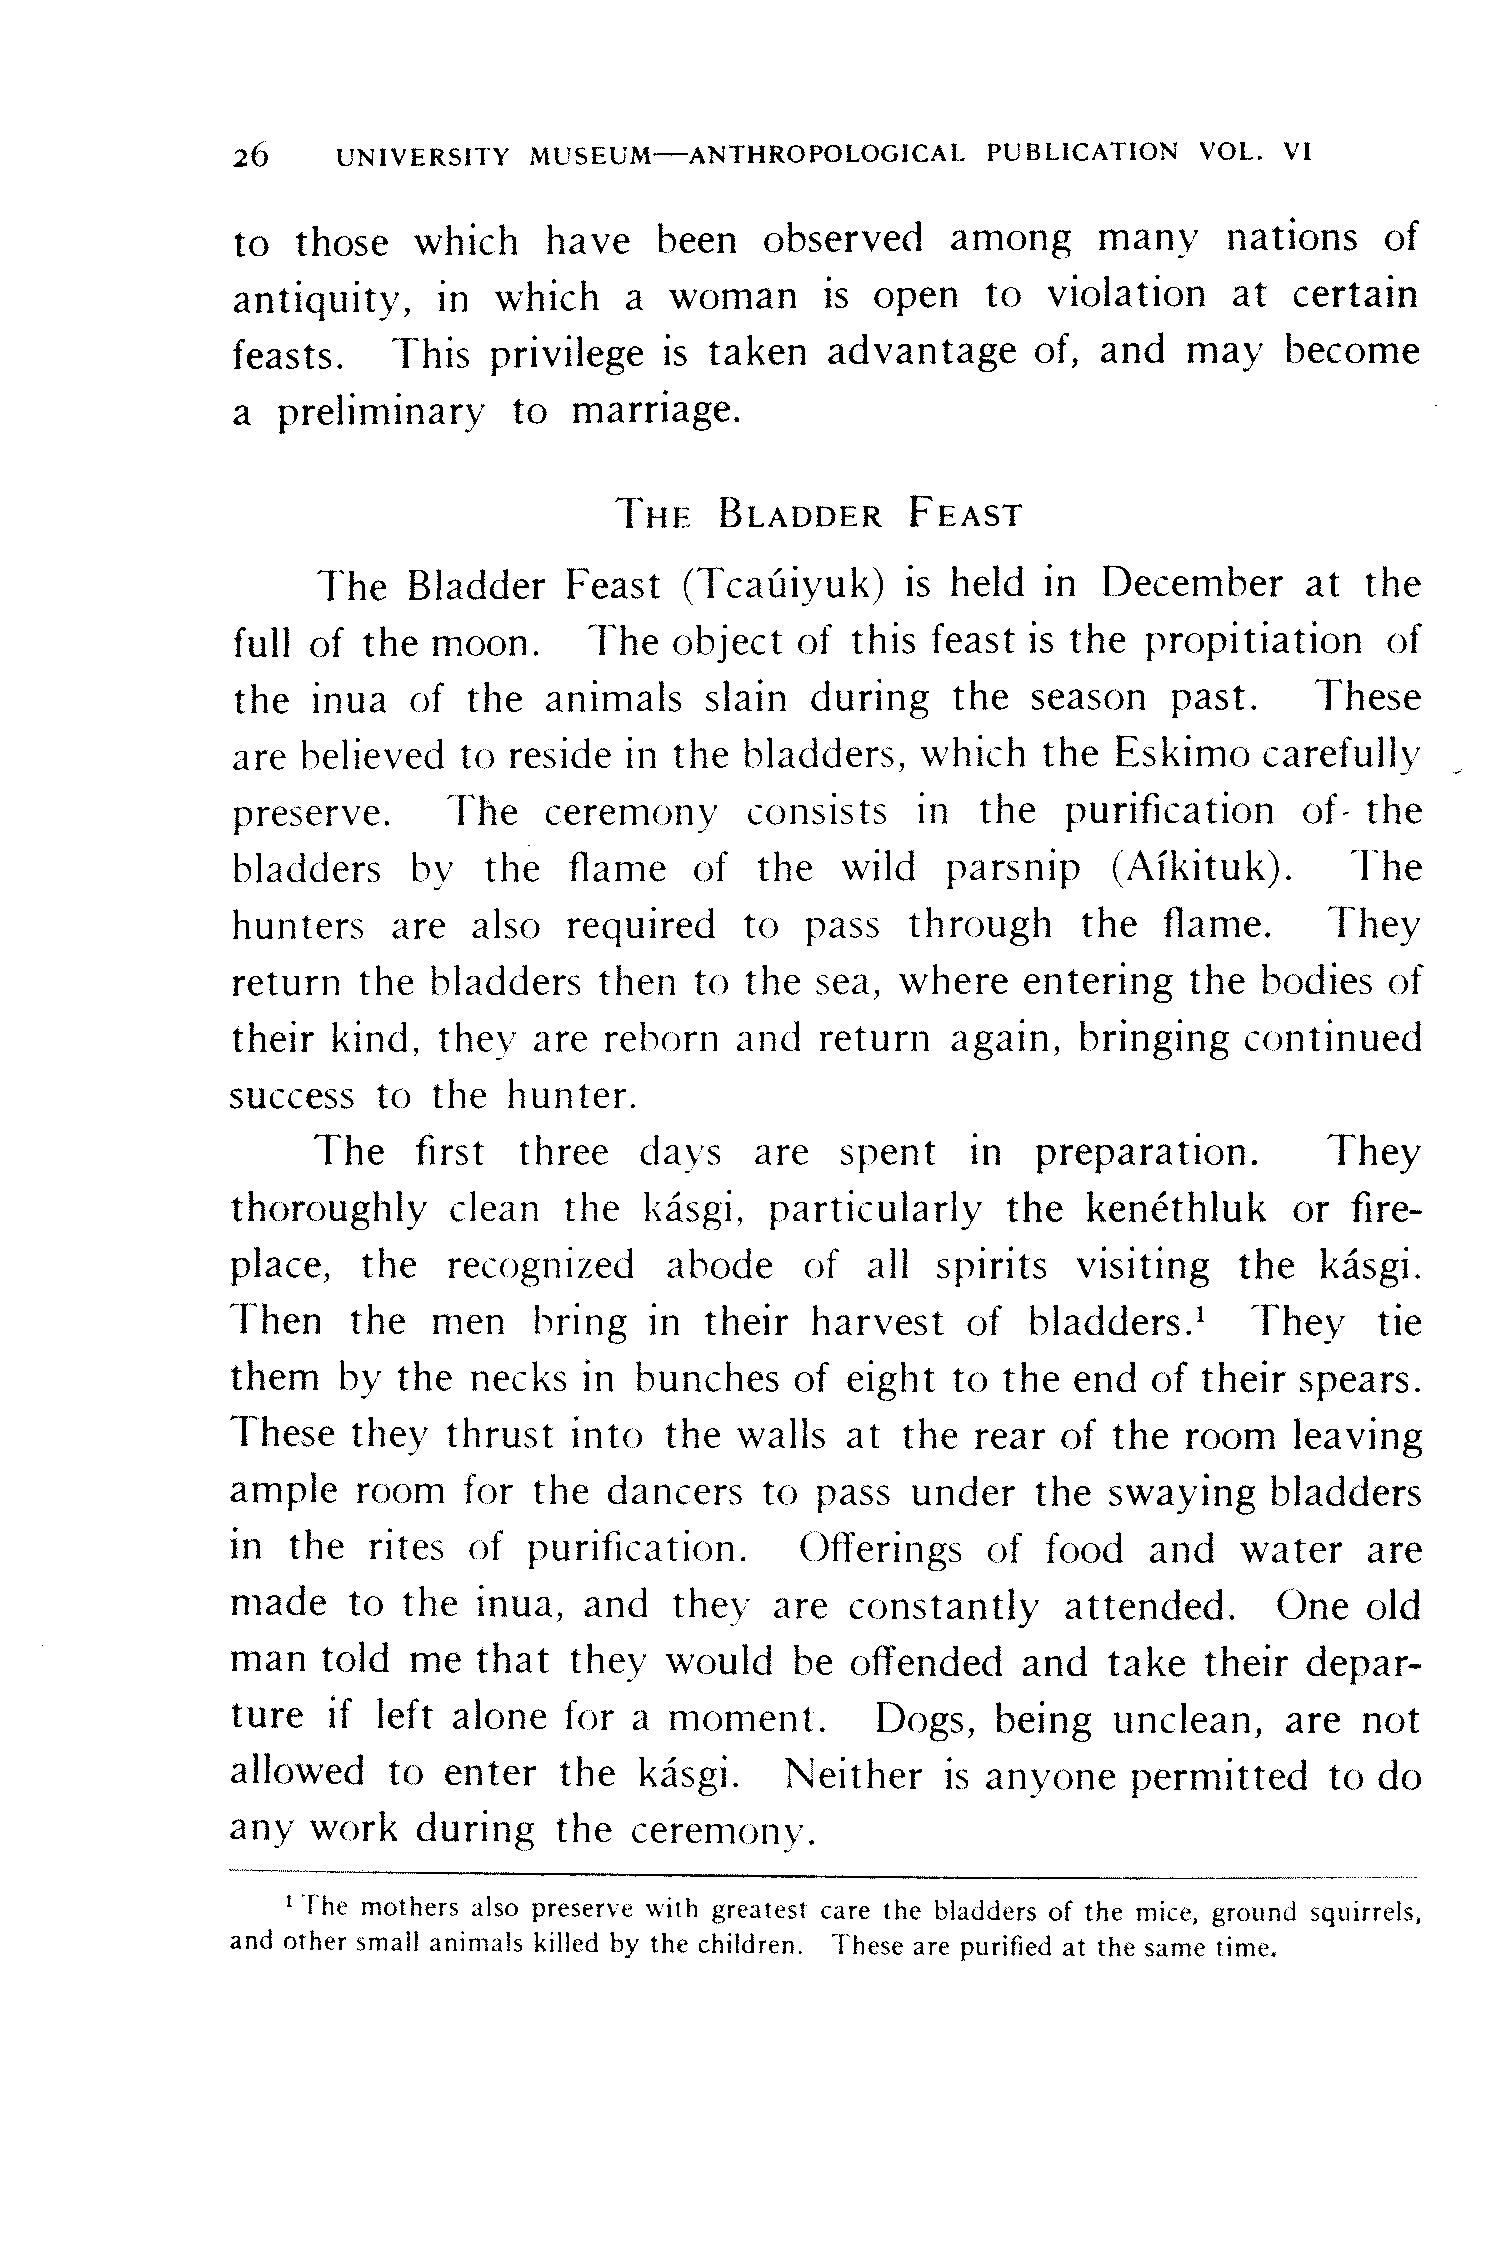 26 UNIVERSITY MUSEUM—ANTHROPOLOGICAL PUBLICATION VOL. VI
to those which have been observed among many nations of
antiquity, in which a woman is open to violation at certain
feasts. This privilege is taken advantage of, and may become
a preliminary to marriage.
THE BLADDER FEAST
The Bladder Feast (Tcaúiyuk) is held in December at the
full of the moon. The object of this feast is the propitiation of
the inua of the animals slain during the season past. These
are believed to reside in the bladders, which the Eskimo carefully
preserve. The ceremony consists in the purification of the
bladders by the flame of the wild parsnip (Aíkituk). The
hunters are also required to pass through the flame. They
return the bladders then to the sea, where entering the bodies of
their kind, they are reborn and return again, bringing continued
success to the hunter.
The first three days are spent in preparation. They
thoroughly clean the kásgi, particularly the kenéthluk or fire-
place, the recognized abode of all spirits visiting the kásgi.
Then the men bring in their harvest of bladders.¹ They tie
them by the necks in bunches of eight to the end of their spears.
These they thrust into the walls at the rear of the room leaving
ample room for the dancers to pass under the swaying bladders
in the rites of purification. Offerings of food and water are
made to the inua, and they are constantly attended. One old
man told me that they would be offended and take their depar-
ture if left alone for a moment. Dogs, being unclean, are not
allowed to enter the kásgi. Neither is anyone permitted to do
any work during the ceremony.
¹ The mothers also preserve with greatest care the bladders of the mice, ground squirrels,
and other small animals killed by the children. These are purified at the same time.